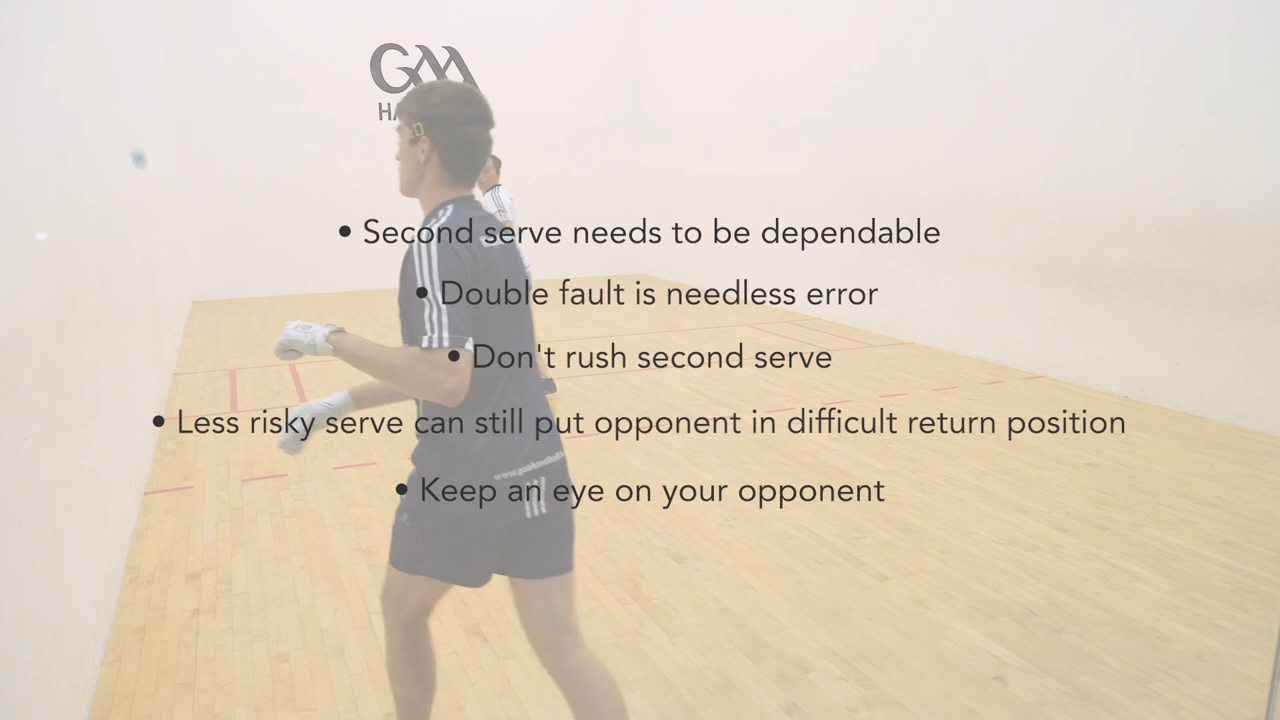 GAA
• Second serve needs to be dependable
• Double fault is needless error
• Don't rush second serve
• Less risky serve can still put opponent in difficult return position
• Keep an eye on your opponent